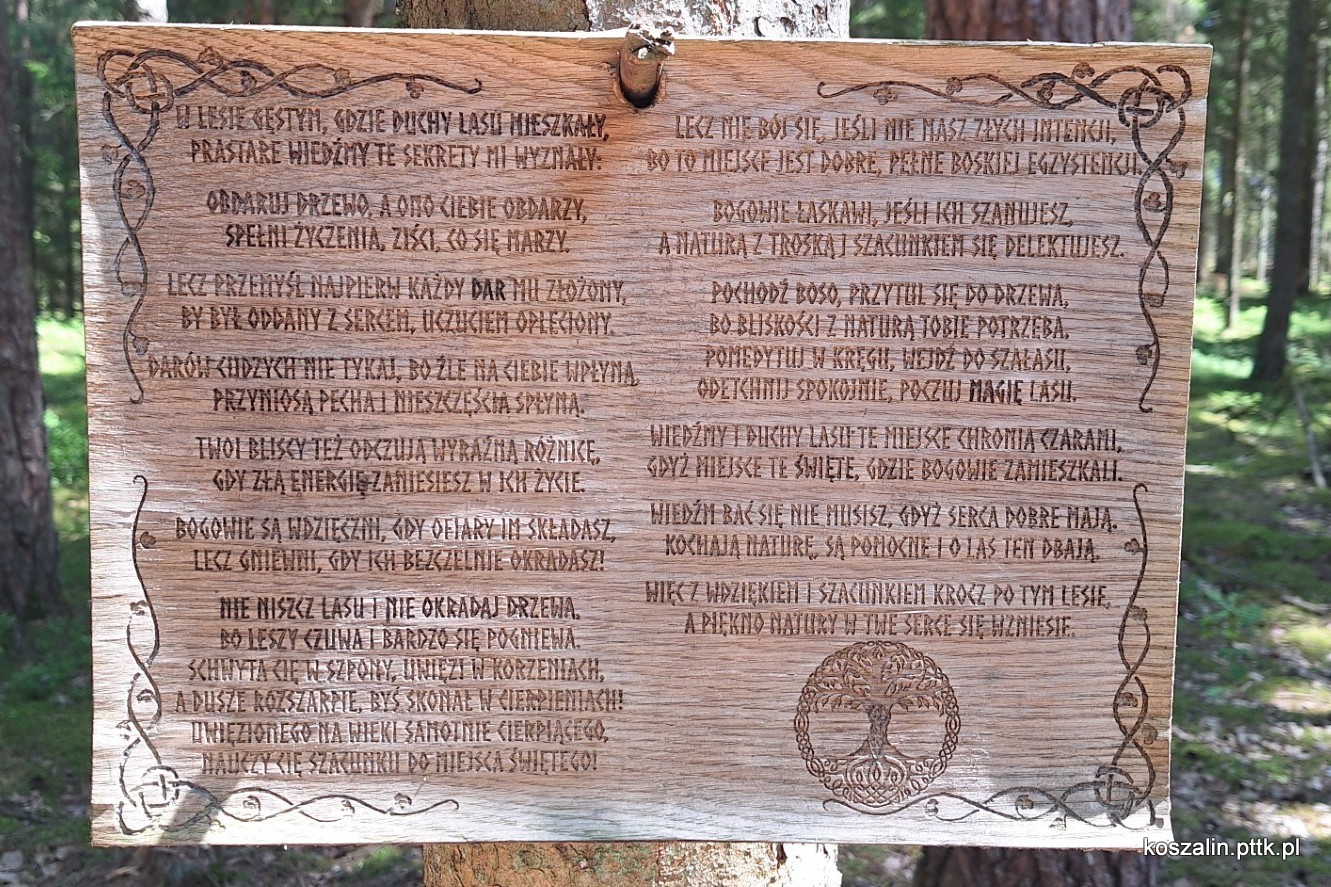 W LESIE GĘSTYM, GDZIE DUCHY LASU MIESZKAŁY,
PRASTARE WIEDŹMY TE SEKRETY MI WYZNAŁY:
OBDARUJ DRZEWO, A ONO CIEBIE OBDARZY,
SPEŁNI ŻYCZENIA, ZIŚCI, CO SIĘ MARZY.
LECZ PRZEMYŚL NAJPIERW KAŻDY DAR MU ZŁOŻONY,
BY BYŁ ODDANY Z SERCEM, UCZUCIEM OPLECIONY.
DARÓW CUDZYCH NIE TYKAJ, BO ŹLE NA CIEBIE WPŁYNĄ,
PRZYNIOSĄ PECHA I NIESZCZĘŚCIA SPŁYNĄ.
TWOI BLISCY TEŻ ODCZUJĄ WYRAŹNĄ RÓŻNICĘ,
GDY ZŁĄ ENERGIĘ ZANIESIESZ W ICH ŻYCIE.
BOGOWIE SĄ WDZIĘCZNI, GDY OFIARY IM SKŁADASZ,
LECZ GNIEWNI, GDY ICH BEZCZELNIE OKRADASZ!
NIE NISZCZ LASU I NIE OKRADAJ DRZEWA,
BO LESZY CZUWA I BARDZO SIĘ POGNIEWA.
SCHWYTA CIĘ W SZPONY, UWIĘZI W KORZENIACH,
A DUSZE ROZSZARPIE, BYŚ SKONAŁ W CIERPIENIACH!
UWIĘZIONEGO NA WIEKI SAMOTNIE CIERPIĄCEGO,
NAUCZY CIĘ SZACUNKU DO MIEJSCA ŚWIĘTEGO!
LECZ NIE BÓJ SIĘ, JEŚLI NIE MASZ ZŁYCH INTENCJI,
BO TO MIEJSCE JEST DOBRE, PEŁNE BOSKIEJ EGZYSTENCJI.
BOGOWIE ŁASKAWI, JEŚLI ICH SZANUJESZ,
A NATURĄ Z TROSKĄ I SZACUNKIEM SIĘ DELEKTUJESZ.
POCHODŹ BOSO, PRZYTUL SIĘ DO DRZEWA,
BO BLISKOŚCI Z NATURĄ TOBIE POTRZEBA.
POMEDYTUJ W KRĘGU, WEJDŹ DO SZAŁASU,
ODETCHNIJ SPOKOJNIE, POCZUJ MAGIĘ LASU.
WIEDŹMY I DUCHY LASU TE MIEJSCE CHRONIĄ CZARAMI,
GDYŻ MIEJSCE TE ŚWIĘTE, GDZIE BOGOWIE ZAMIESZKALI.
WIEDŹM BAĆ SIĘ NIE MUSISZ, GDYŻ SERCA DOBRE MAJĄ.
KOCHAJĄ NATURĘ, SĄ POMOCNE I O LAS TEN DBAJĄ.
WIĘC Z WDZIĘKIEM I SZACUNKIEM KROCZ PO TYM LESIE,
A PIĘKNO NATURY W TWE SERCE SIĘ WZNIESIE.
koszalin.pttk.pl